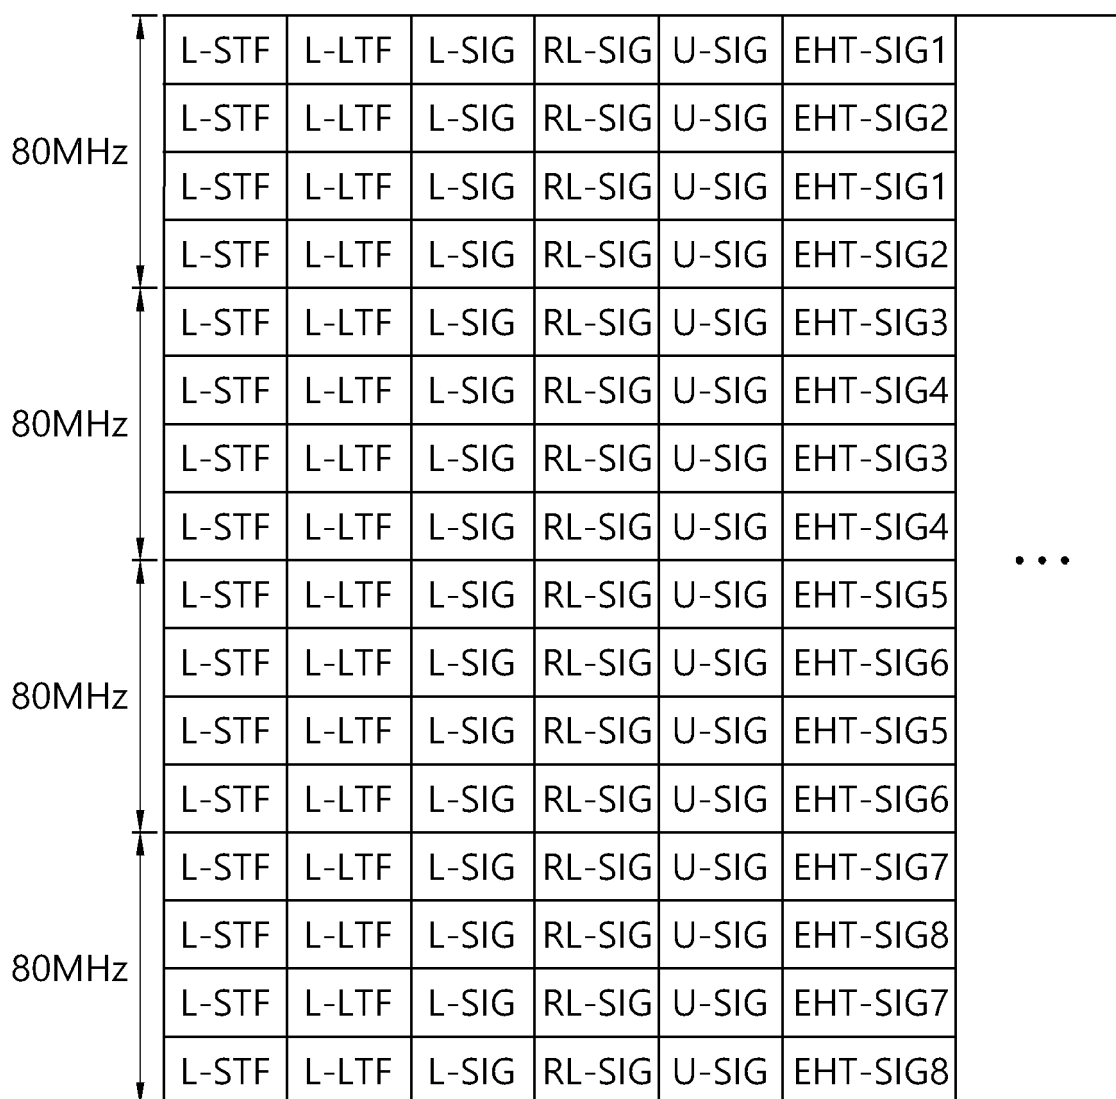 L-STF L-LTF L-SIG RL-SIG U-SIG EHT-SIG1
L-STF L-LTF L-SIG RL-SIG U-SIG EHT-SIG2
80MHz
L-STF L-LTF L-SIG RL-SIG U-SIG EHT-SIG1
L-STF L-LTF L-SIG RL-SIG U-SIG EHT-SIG2
L-STF L-LTF L-SIG RL-SIG U-SIG EHT-SIG3
L-STF L-LTF L-SIG RL-SIG U-SIG EHT-SIG4
80MHz
L-STF L-LTF L-SIG RL-SIG U-SIG EHT-SIG3
L-STF L-LTF L-SIG RL-SIG U-SIG EHT-SIG4
...
L-STF L-LTF L-SIG RL-SIG U-SIG EHT-SIG5
L-STF L-LTF L-SIG RL-SIG U-SIG EHT-SIG6
80MHz
L-STF L-LTF L-SIG RL-SIG U-SIG EHT-SIG5
L-STF L-LTF L-SIG RL-SIG U-SIG EHT-SIG6
L-STF L-LTF L-SIG RL-SIG U-SIG EHT-SIG7
L-STF L-LTF L-SIG RL-SIG U-SIG EHT-SIG8
80MHz
L-STF L-LTF L-SIG RL-SIG U-SIG EHT-SIG7
L-STF L-LTF L-SIG RL-SIG U-SIG EHT-SIG8